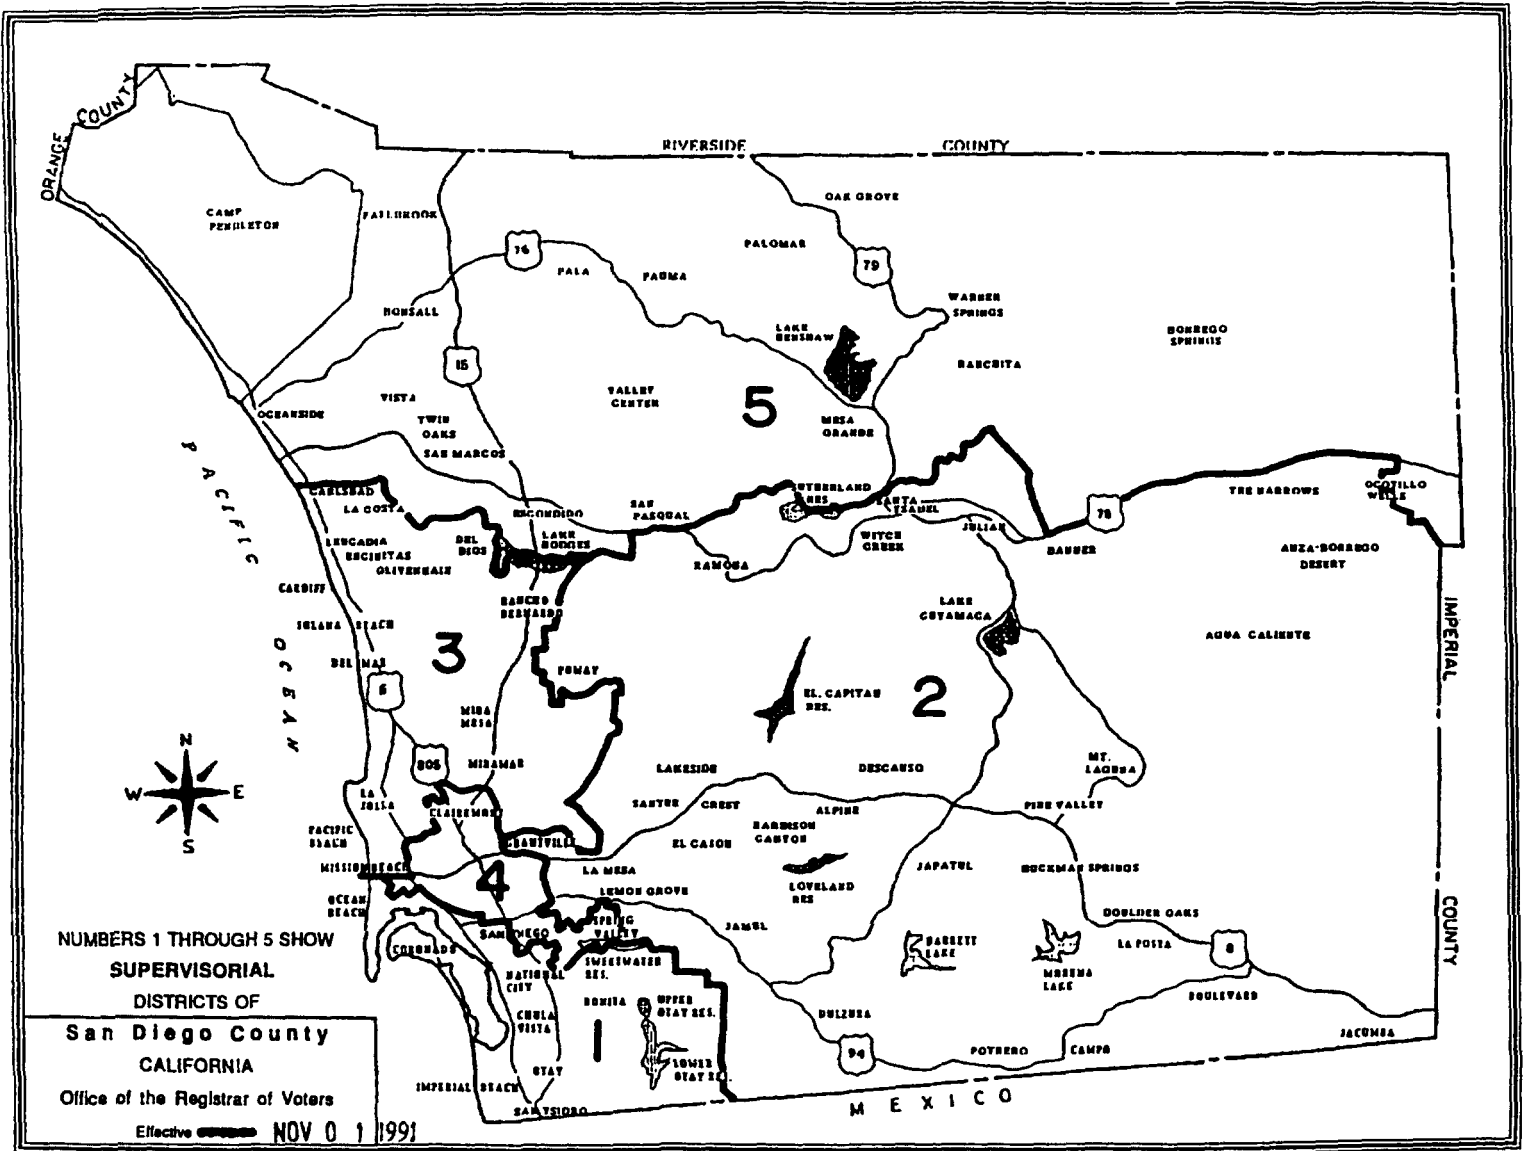 ORANGE COUNTY
RIVERSIDE COUNTY
CAMP
PENDLETON
FALLBROOK
OAK GROVE
PALOMAR
76
79
PALA
PAUMA
WARNER
SPRINGS
BONSALL
LAKE
HENSHAW
BORREGO
SPRINGS
15
RANCHITA
VISTA
VALLEY
CENTER
5
OCEANSIDE
TWIN
OAKS
MESA
GRANDE
SAN MARCOS
PACIFIC OCEAN
CARLSBAD
LA COSTA
SUTHERLAND
RES
SANTA
YSABEL
THE NARROWS
OCOTILLO
WELLS
ESCONDIDO
SAN
PASQUAL
78
JULIAN
LEUCADIA
ENCINITAS
OLIVENHAIN
DEL
DIOS
LAKE
HODGES
WITCH
CREEK
BANNER
ANZA-BORREGO
DESERT
RAMONA
CARDIFF
RANCHO
BERNARDO
LAKE
CUYAMACA
IMPERIAL COUNTY
SOLANA BEACH
3
AGUA CALIENTE
DEL MAR
POWAY
5
EL. CAPITAN
RES.
2
MIRA
MESA
N
W E
S
805
MIRAMAR
LAKESIDE
DESCANSO
MT.
LAGUNA
LA
JOLLA
CLAIREMONT
SANTEE
CREST
ALPINE
PINE VALLEY
PACIFIC
BEACH
GRANTVILLE
EL CAJON
HARBISON
CANYON
MISSION BEACH
4
LA MESA
LOVELAND
RES
JAPATUL
BUCKMAN SPRINGS
OCEAN
BEACH
LEMON GROVE
SPRING
VALLEY
JAMUL
BOULDER OAKS
LA POSTA
8
SAN DIEGO
CORONADO
BARRETT
LAKE
MORENA
LAKE
NATIONAL
CITY
SWEETWATER
RES.
BONITA
UPPER
OTAY RES.
BOULEVARD
CHULA
VISTA
1
DULZURA
JACUMBA
OTAY
LOWER
OTAY RES.
94
POTRERO
CAMPO
IMPERIAL BEACH
SAN YSIDRO
MEXICO
NUMBERS 1 THROUGH 5 SHOW
SUPERVISORIAL
DISTRICTS OF
San Diego County
CALIFORNIA
Office of the Registrar of Voters
Effective NOV 01 1991